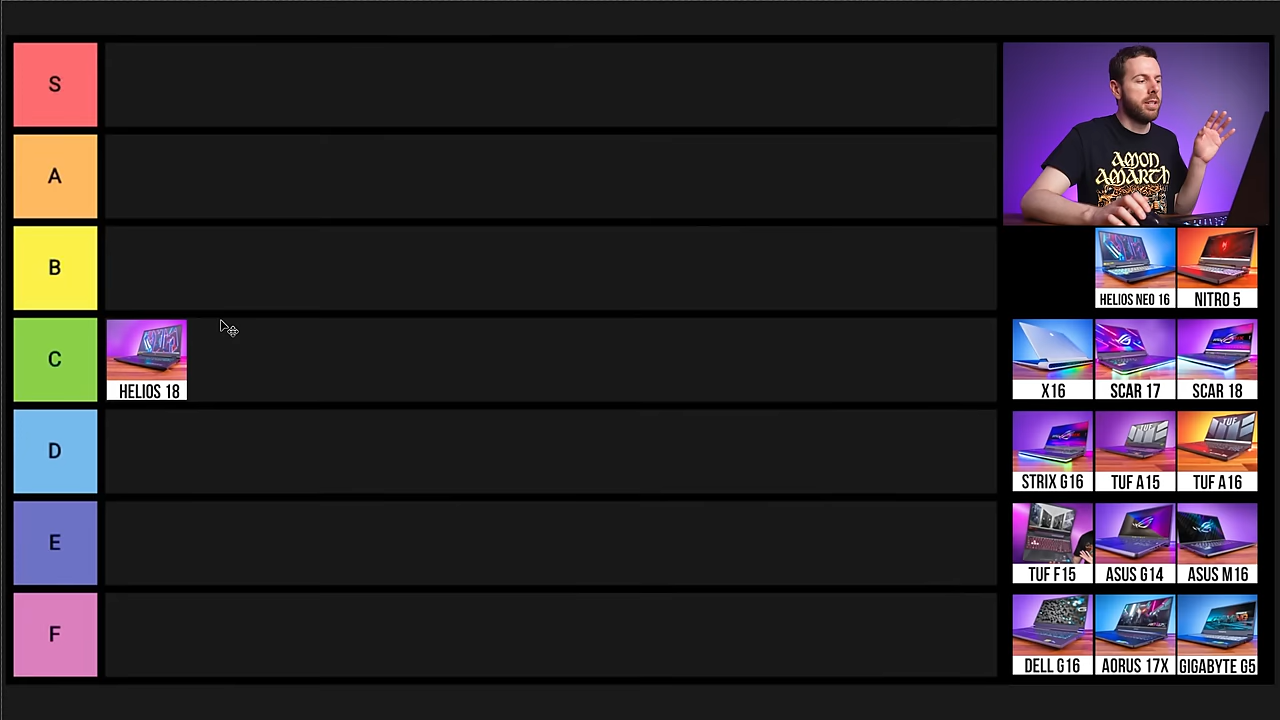 S
AMON
AMARTH
A
B
HELIOS NEO 16
NITRO 5
C
HELIOS 18
X16
SCAR 17
SCAR 18
D
STRIX G16
TUF A15
TUF A16
E
TUF F15
ASUS G14
ASUS M16
F
DELL G16
AORUS 17X
GIGABYTE G5